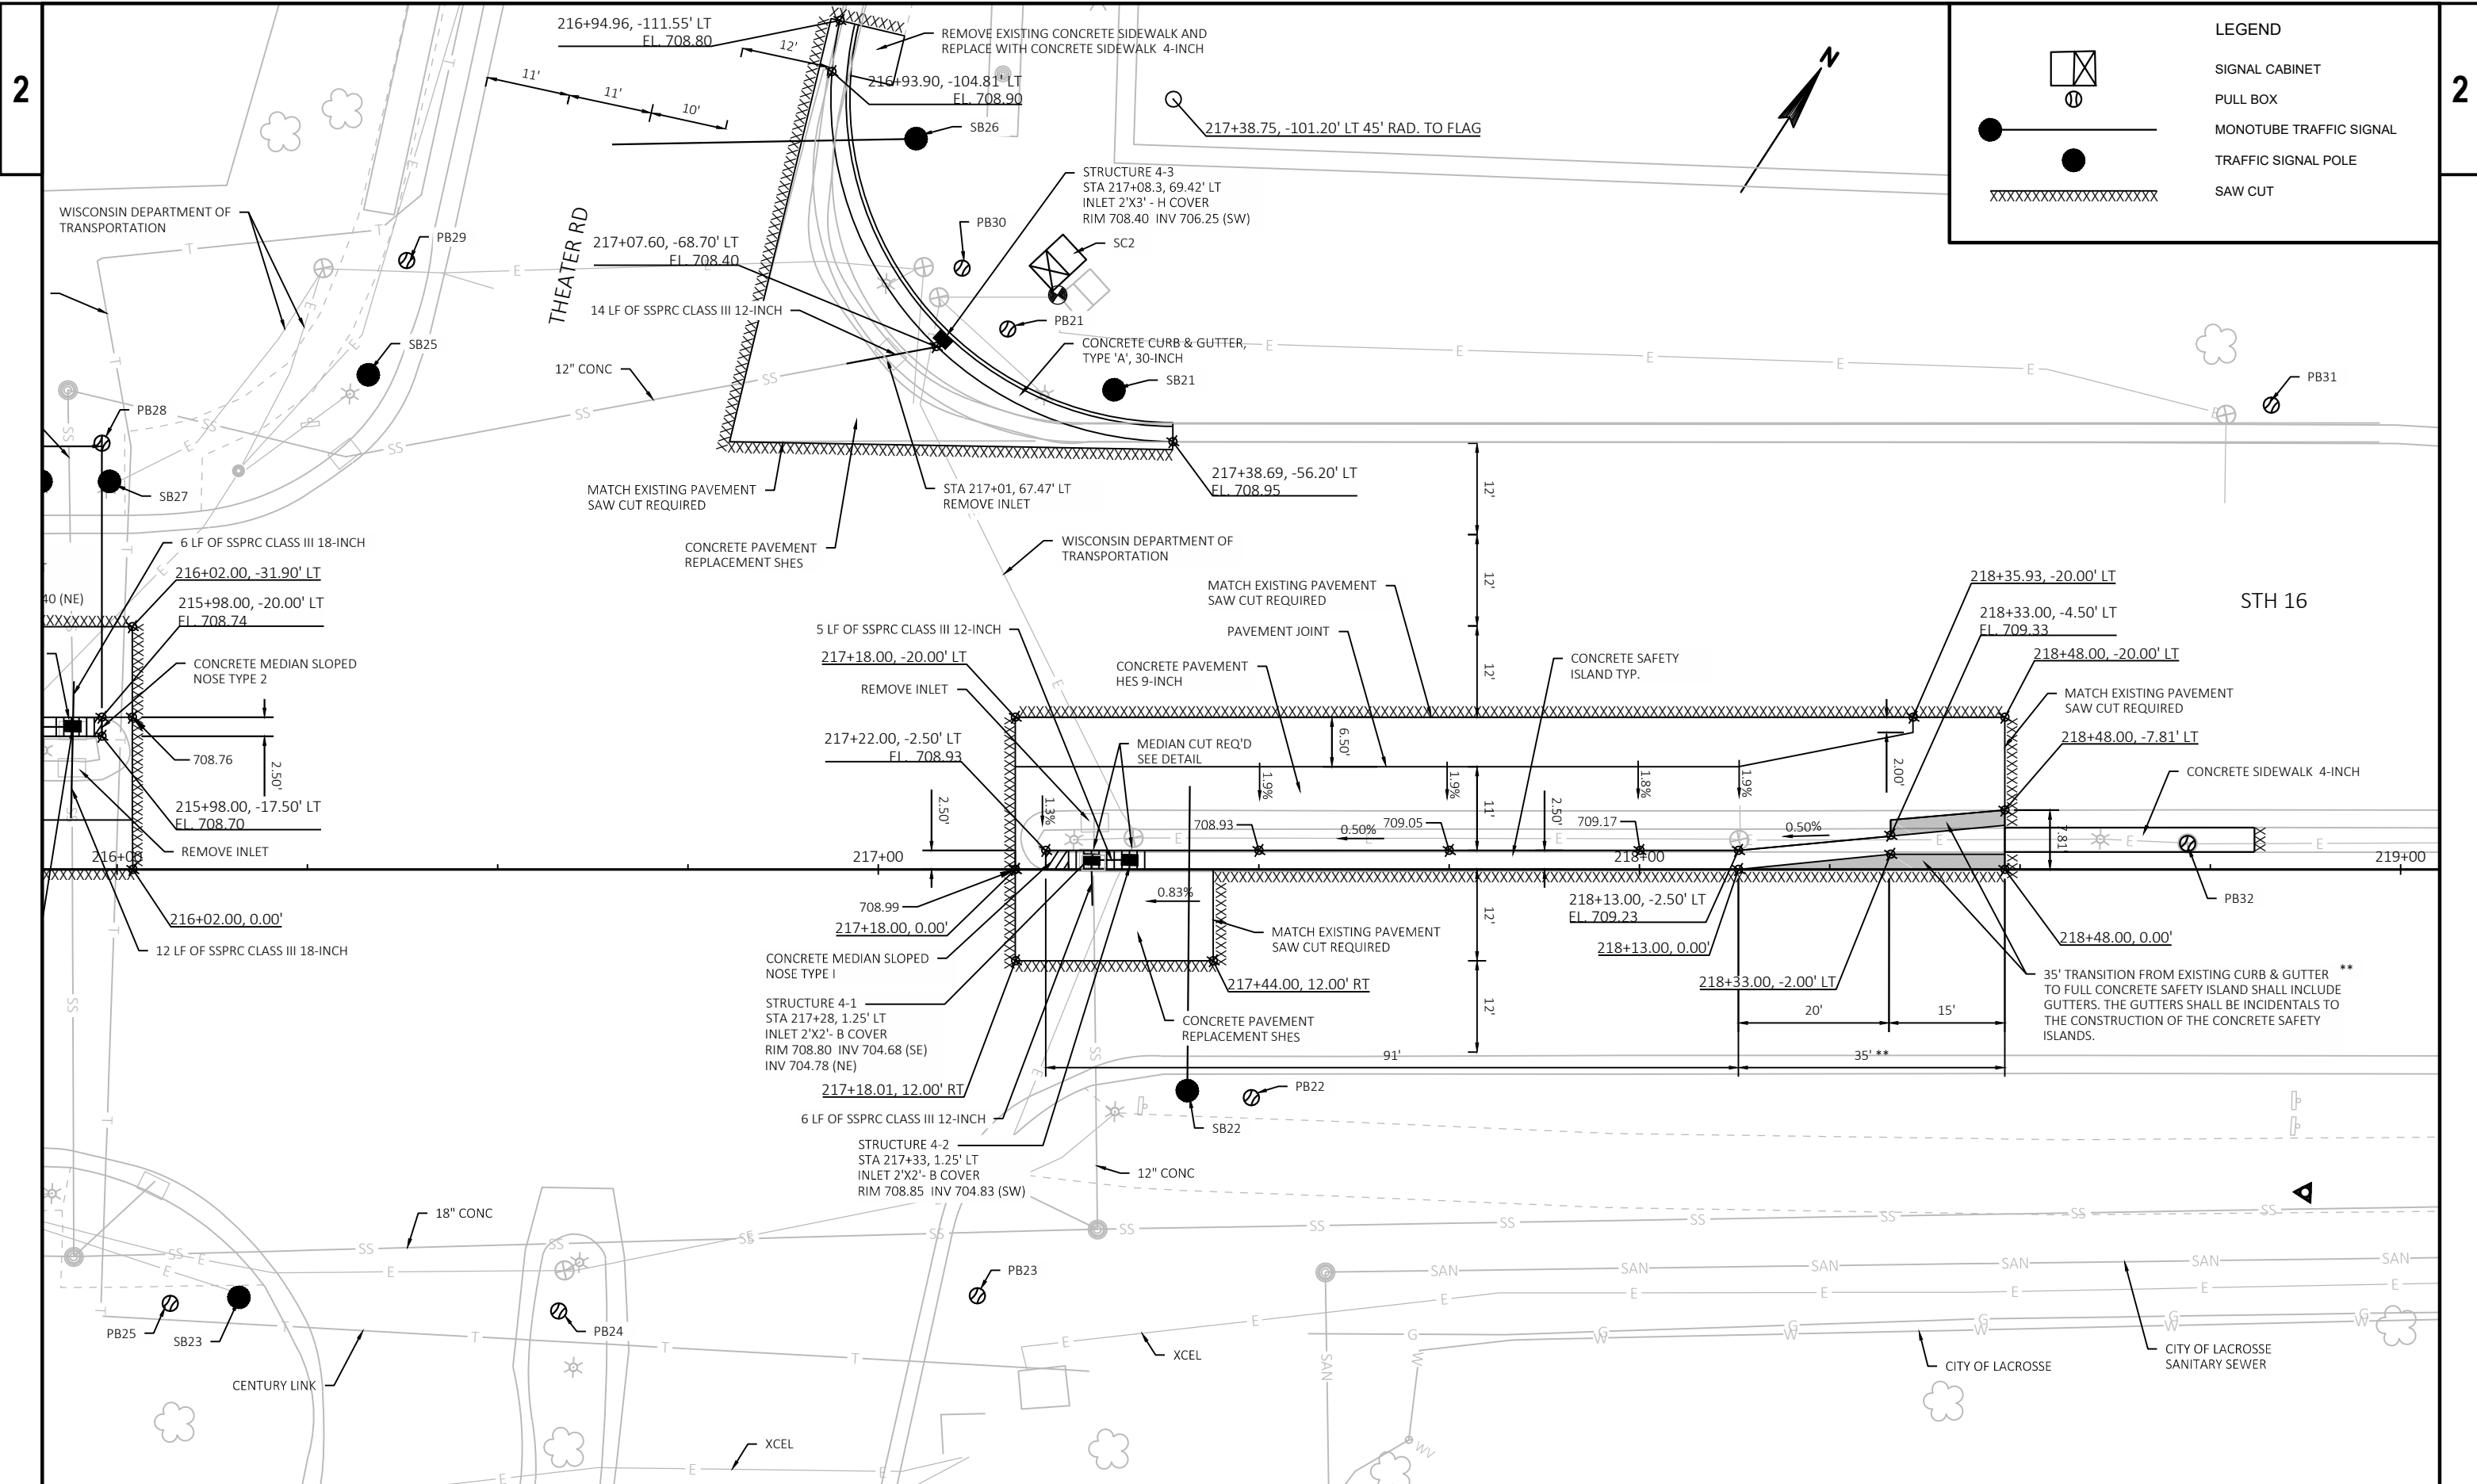 2
2
LEGEND
SIGNAL CABINET
PULL BOX
MONOTUBE TRAFFIC SIGNAL
TRAFFIC SIGNAL POLE
SAW CUT
N
216+94.96, -111.55' LT
EL. 708.80
12'
11'
11'
10'
REMOVE EXISTING CONCRETE SIDEWALK AND
REPLACE WITH CONCRETE SIDEWALK 4-INCH
216+93.90, -104.81' LT
EL. 708.90
SB26
217+38.75, -101.20' LT 45' RAD. TO FLAG
STRUCTURE 4-3
STA 217+08.3, 69.42' LT
INLET 2'X3' - H COVER
RIM 708.40 INV 706.25 (SW)
WISCONSIN DEPARTMENT OF
TRANSPORTATION
PB29
THEATER RD
217+07.60, -68.70' LT
EL. 708.40
PB30
SC2
14 LF OF SSPRC CLASS III 12-INCH
PB21
SB25
CONCRETE CURB & GUTTER,
TYPE 'A', 30-INCH
12" CONC
SB21
PB31
PB28
SB27
MATCH EXISTING PAVEMENT
SAW CUT REQUIRED
STA 217+01, 67.47' LT
REMOVE INLET
217+38.69, -56.20' LT
EL. 708.95
12'
12'
12'
CONCRETE PAVEMENT
REPLACEMENT SHES
WISCONSIN DEPARTMENT OF
TRANSPORTATION
6 LF OF SSPRC CLASS III 18-INCH
216+02.00, -31.90' LT
215+98.00, -20.00' LT
EL. 708.74
40 (NE)
CONCRETE MEDIAN SLOPED
NOSE TYPE 2
708.76
2.50'
215+98.00, -17.50' LT
EL. 708.70
REMOVE INLET
216+00
216+02.00, 0.00'
12 LF OF SSPRC CLASS III 18-INCH
MATCH EXISTING PAVEMENT
SAW CUT REQUIRED
PAVEMENT JOINT
5 LF OF SSPRC CLASS III 12-INCH
217+18.00, -20.00' LT
REMOVE INLET
CONCRETE PAVEMENT
HES 9-INCH
CONCRETE SAFETY
ISLAND TYP.
218+35.93, -20.00' LT
218+33.00, -4.50' LT
EL. 709.33
STH 16
218+48.00, -20.00' LT
MATCH EXISTING PAVEMENT
SAW CUT REQUIRED
218+48.00, -7.81' LT
CONCRETE SIDEWALK 4-INCH
217+22.00, -2.50' LT
EL. 708.93
MEDIAN CUT REQ'D
SEE DETAIL
6.50'
2.00'
2.50'
1.3%
1.9%
1.9%
1.8%
1.9%
11'
2.50'
708.93
0.50%
709.05
709.17
0.50%
7.81'
217+00
218+00
219+00
708.99
217+18.00, 0.00'
0.83%
12'
12'
218+13.00, -2.50' LT
EL. 709.23
218+13.00, 0.00'
PB32
218+48.00, 0.00'
CONCRETE MEDIAN SLOPED
NOSE TYPE I
MATCH EXISTING PAVEMENT
SAW CUT REQUIRED
217+44.00, 12.00' RT
218+33.00, -2.00' LT
35' TRANSITION FROM EXISTING CURB & GUTTER **
TO FULL CONCRETE SAFETY ISLAND SHALL INCLUDE
GUTTERS. THE GUTTERS SHALL BE INCIDENTALS TO
THE CONSTRUCTION OF THE CONCRETE SAFETY
ISLANDS.
STRUCTURE 4-1
STA 217+28, 1.25' LT
INLET 2'X2'- B COVER
RIM 708.80 INV 704.68 (SE)
INV 704.78 (NE)
CONCRETE PAVEMENT
REPLACEMENT SHES
20'
15'
91'
35' **
217+18.01, 12.00' RT
6 LF OF SSPRC CLASS III 12-INCH
PB22
SB22
STRUCTURE 4-2
STA 217+33, 1.25' LT
INLET 2'X2'- B COVER
RIM 708.85 INV 704.83 (SW)
12" CONC
18" CONC
PB23
PB25
SB23
PB24
CENTURY LINK
XCEL
XCEL
CITY OF LACROSSE
CITY OF LACROSSE
SANITARY SEWER